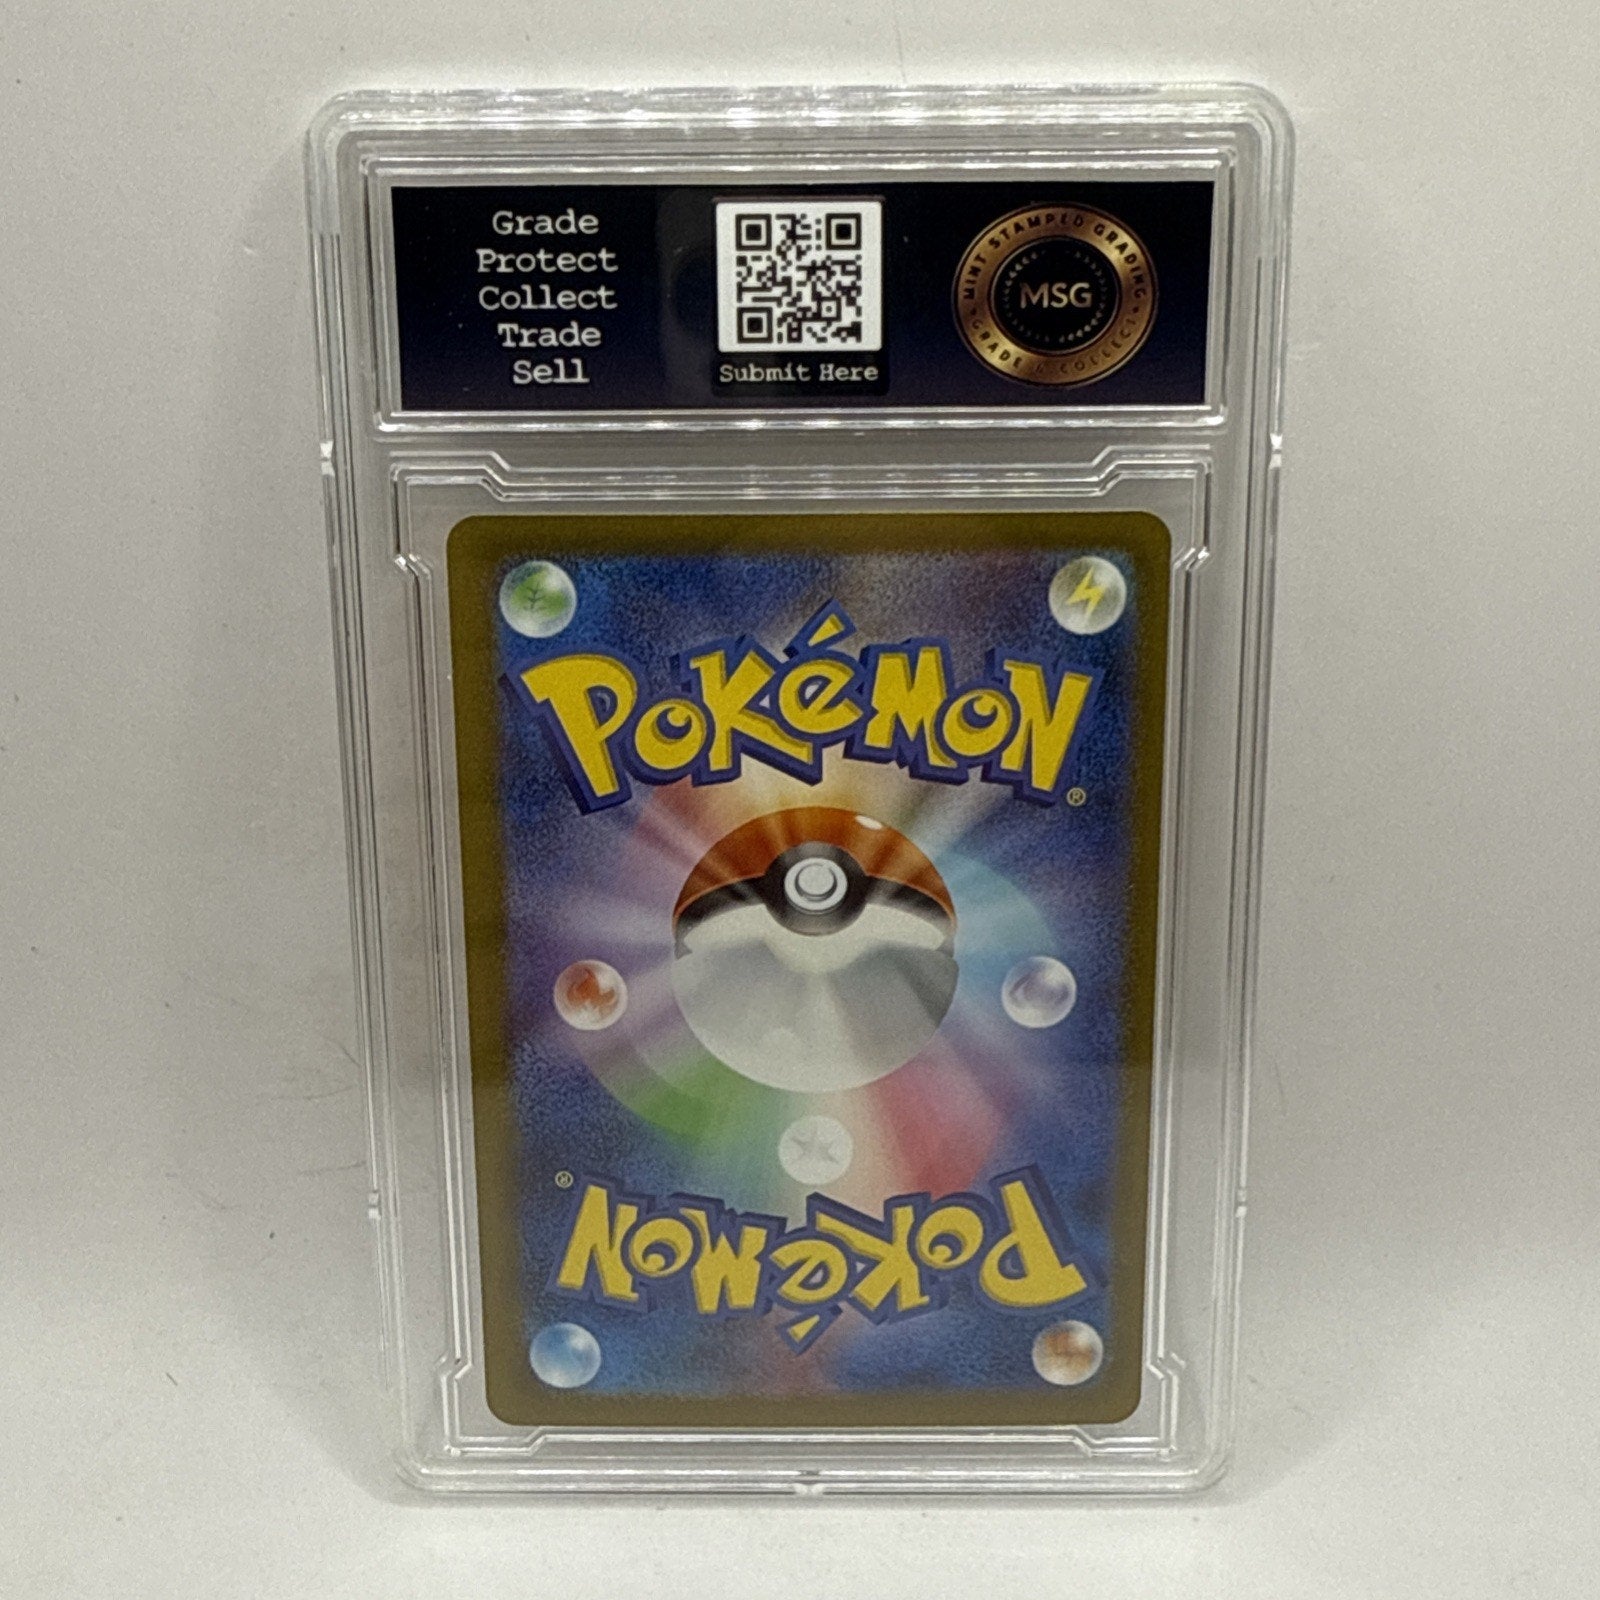 Grade
Protect
Collect
Trade
Sell
Submit Here
MINT STAMPED GRADING
MSG
GRADE & COLLECT
POKéMON
®
POKéMON
®